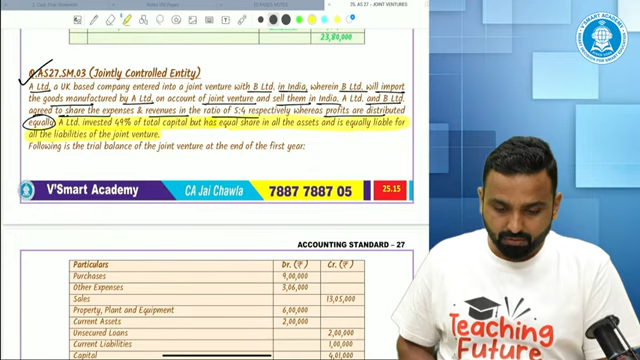 25. AS 27 - JOINT VENTURES
23,80,000
Q.AS27.SM.03 (Jointly Controlled Entity)
A Ltd, a UK based company entered into a joint venture with B Ltd. in India, wherein B Ltd. will import
the goods manufactured by A Ltd. on account of joint venture and sell them in India. A Ltd. and B Ltd.
agreed to share the expenses & revenues in the ratio of 5:4 respectively whereas profits are distributed
equally. A Ltd. invested 49% of total capital but has equal share in all the assets and is equally liable for
all the liabilities of the joint venture.
Following is the trial balance of the joint venture at the end of the first year:
V'Smart Academy CA Jai Chawla 7887 7887 05 25.15
ACCOUNTING STANDARD - 27
Particulars Dr. (₹) Cr. (₹)
Purchases 9,00,000
Other Expenses 3,06,000
Sales 13,05,000
Property, Plant and Equipment 6,00,000
Current Assets 2,00,000
Unsecured Loans 2,00,000
Current Liabilities 1,00,000
Capital 4,01,000
V'SMART ACADEMY
Teaching
Future